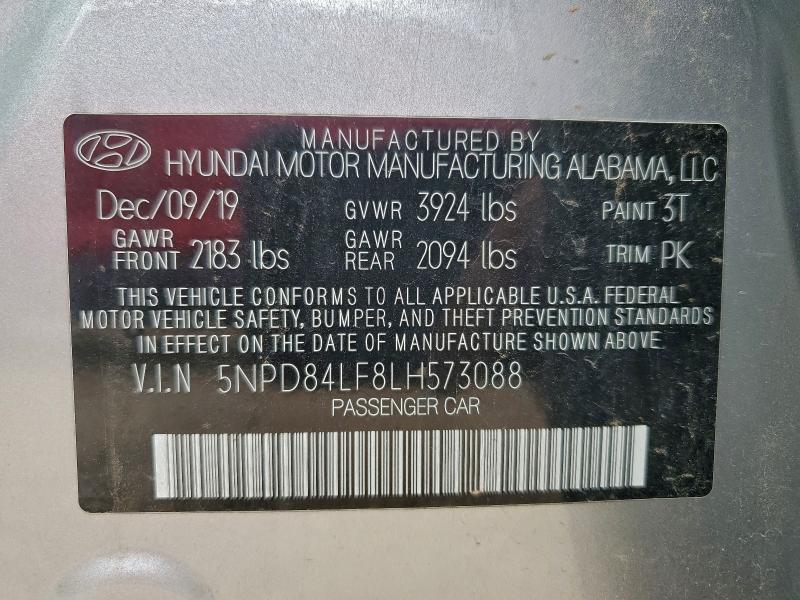 MANUFACTURED BY
HYUNDAI MOTOR MANUFACTURING ALABAMA, LLC
Dec/09/19 GVWR 3924 lbs PAINT 3T
GAWR FRONT 2183 lbs GAWR REAR 2094 lbs TRIM PK
THIS VEHICLE CONFORMS TO ALL APPLICABLE U.S.A. FEDERAL
MOTOR VEHICLE SAFETY, BUMPER, AND THEFT PREVENTION STANDARDS
IN EFFECT ON THE DATE OF MANUFACTURE SHOWN ABOVE.
V.I.N 5NPD84LF8LH573088
PASSENGER CAR